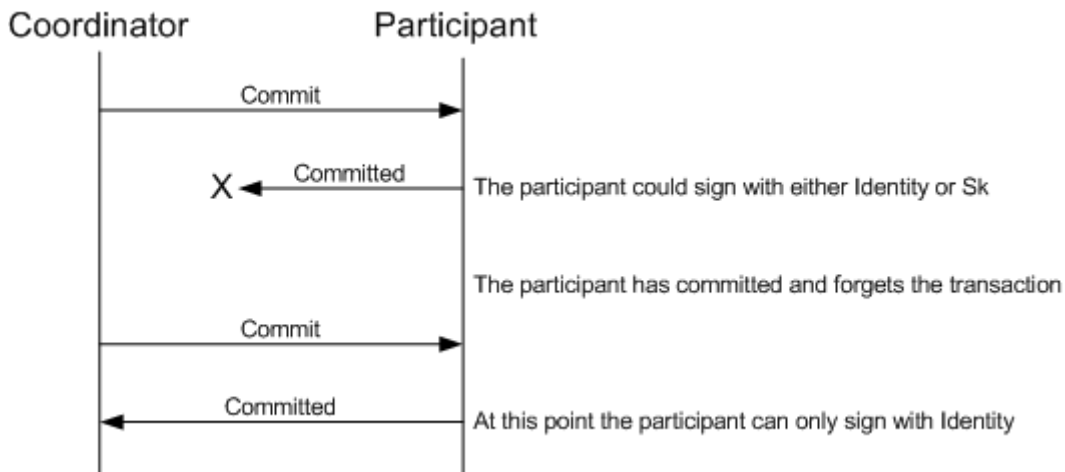 Coordinator
Participant
Commit
X
Committed
The participant could sign with either Identity or Sk
The participant has committed and forgets the transaction
Commit
Committed
At this point the participant can only sign with Identity